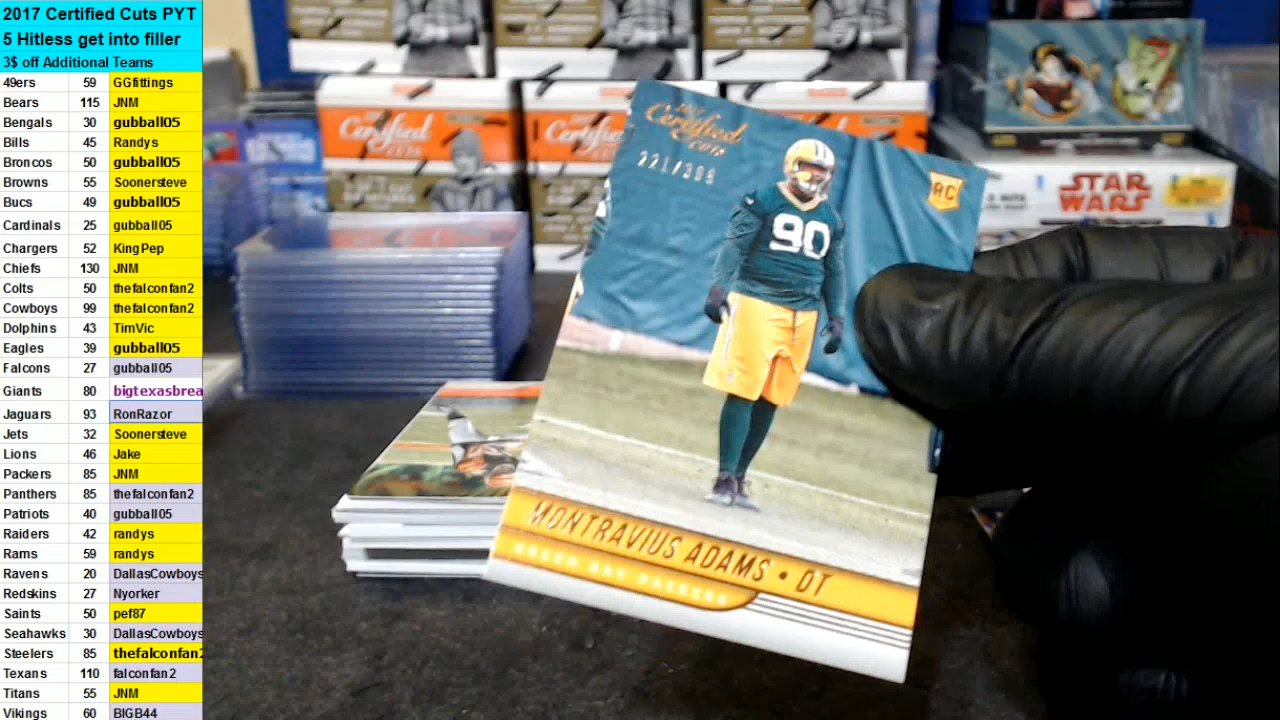 2017 Certified Cuts PYT
5 Hitless get into filler
3$ off Additional Teams
49ers 59 GGfittings
Bears 115 JNM
Bengals 30 gubball05
Bills 45 Randys
Broncos 50 gubball05
Browns 55 Soonersteve
Bucs 49 gubball05
Cardinals 25 gubball05
Chargers 52 KingPep
Chiefs 130 JNM
Colts 50 thefalconfan2
Cowboys 99 thefalconfan2
Dolphins 43 TimVic
Eagles 39 gubball05
Falcons 27 gubball05
Giants 80 bigtexasbrea
Jaguars 93 RonRazor
Jets 32 Soonersteve
Lions 46 Jake
Packers 85 JNM
Panthers 85 thefalconfan2
Patriots 40 gubball05
Raiders 42 randys
Rams 59 randys
Ravens 20 DallasCowboys
Redskins 27 Nyorker
Saints 50 pef87
Seahawks 30 DallasCowboys
Steelers 85 thefalconfan2
Texans 110 falconfan2
Titans 55 JNM
Vikings 60 BIGB44
Certified
Certified
2017
Certified
CUTS
221/399
RC
90
MONTRAVIUS ADAMS • DT
GREEN BAY PACKERS
STAR
WARS